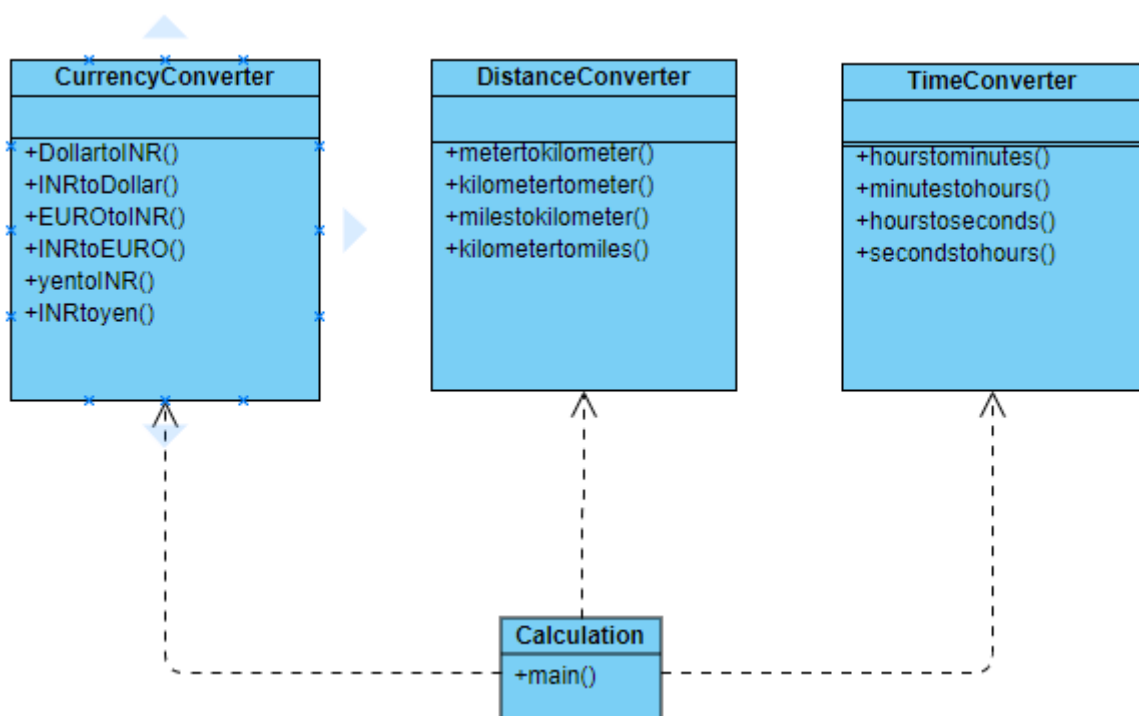 CurrencyConverter
+DollartoINR()
+INRtoDollar()
+EUROtoINR()
+INRtoEURO()
+yentoINR()
+INRtoyen()
DistanceConverter
+metertokilometer()
+kilometertometer()
+milestokilometer()
+kilometertomiles()
TimeConverter
+hourstominutes()
+minutestohours()
+hourstoseconds()
+secondstohours()
Calculation
+main()